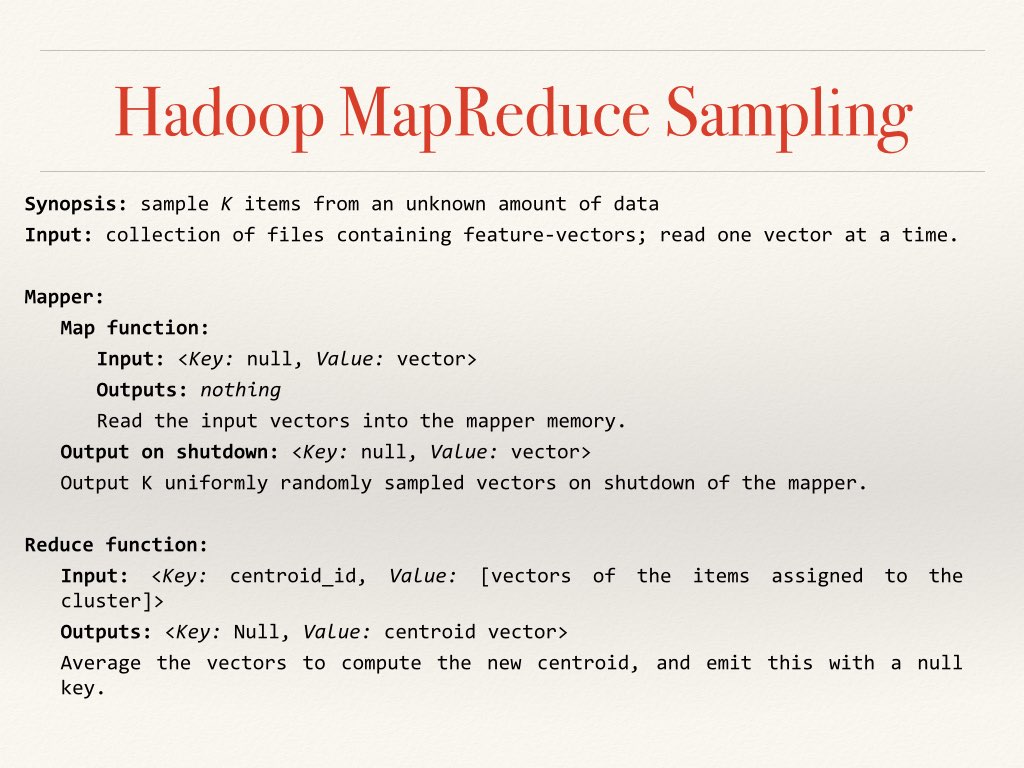 Hadoop MapReduce Sampling
Synopsis: sample K items from an unknown amount of data
Input: collection of files containing feature-vectors; read one vector at a time.
Mapper:
Map function:
Input: <Key: null, Value: vector>
Outputs: nothing
Read the input vectors into the mapper memory.
Output on shutdown: <Key: null, Value: vector>
Output K uniformly randomly sampled vectors on shutdown of the mapper.
Reduce function:
Input: <Key: centroid_id, Value: [vectors of the items assigned to the
cluster]>
Outputs: <Key: Null, Value: centroid vector>
Average the vectors to compute the new centroid, and emit this with a null
key.